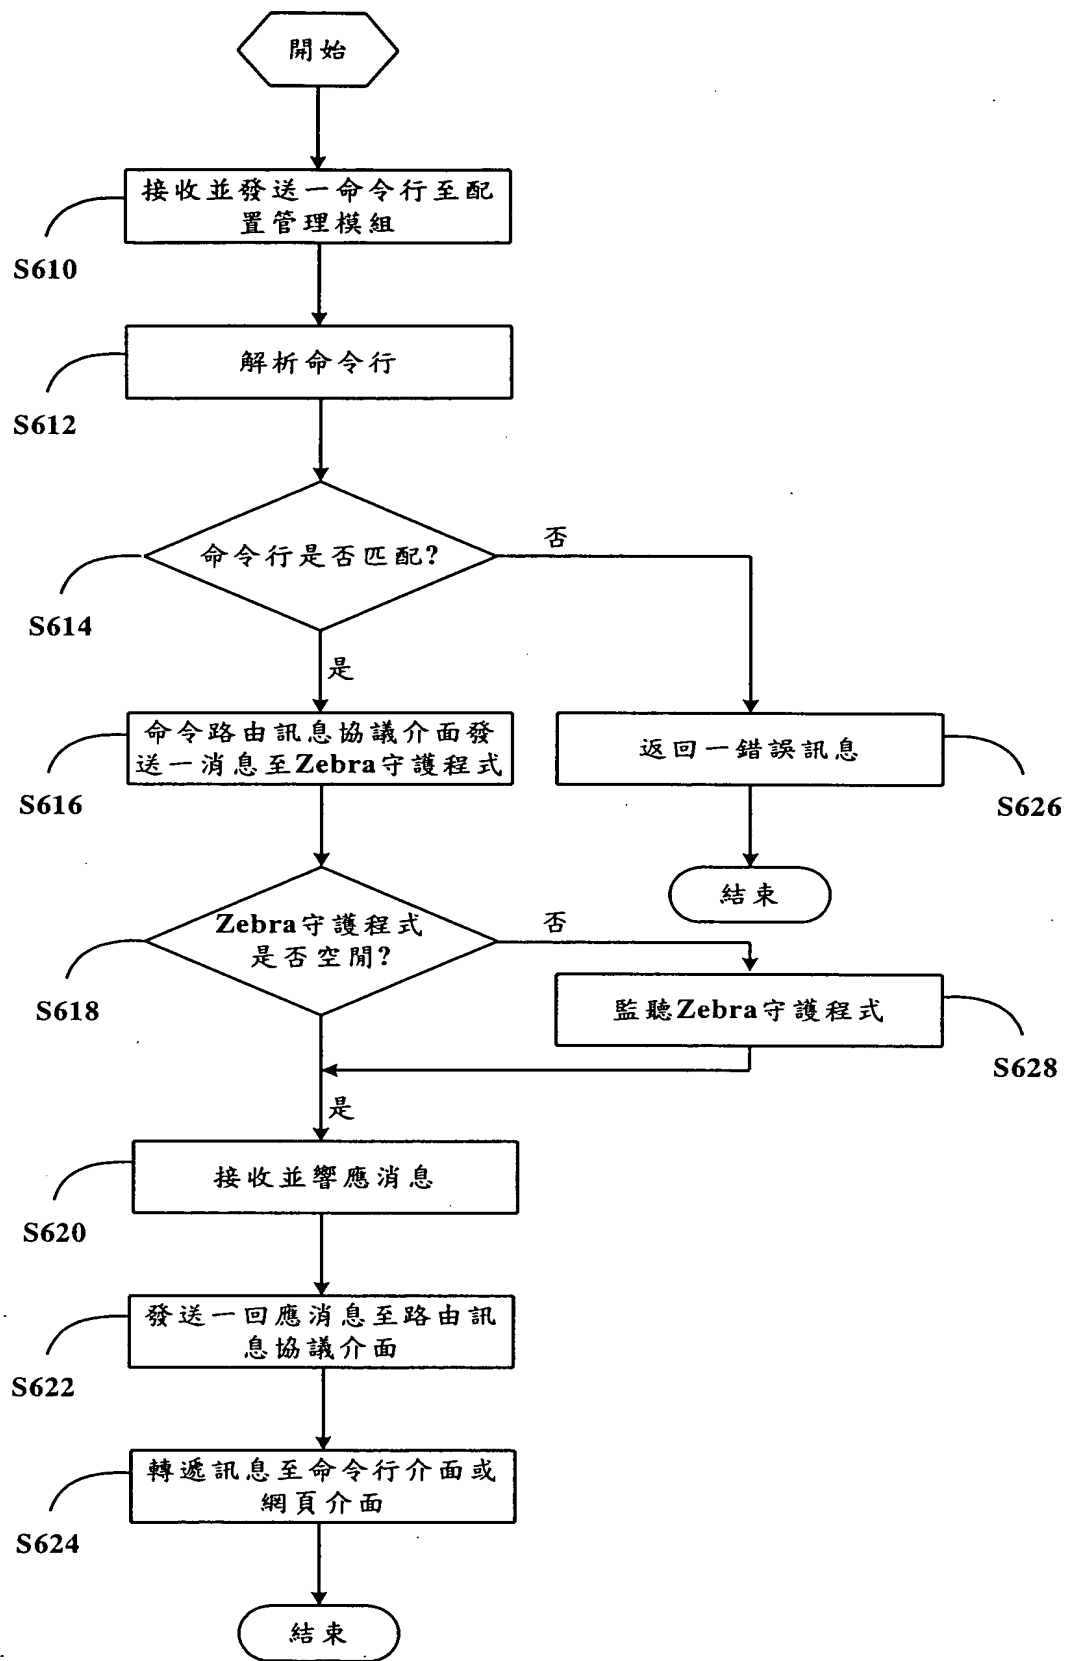 開始
接收並發送一命令行至配
置管理模組
S610
解析命令行
S612
命令行是否匹配?
否
S614
是
命令路由訊息協議介面發
送一消息至Zebra守護程式
S616
返回一錯誤訊息
S626
結束
Zebra守護程式
是否空閒?
否
S618
監聽Zebra守護程式
S628
是
接收並響應消息
S620
發送一回應消息至路由訊
息協議介面
S622
轉遞訊息至命令行介面或
網頁介面
S624
結束